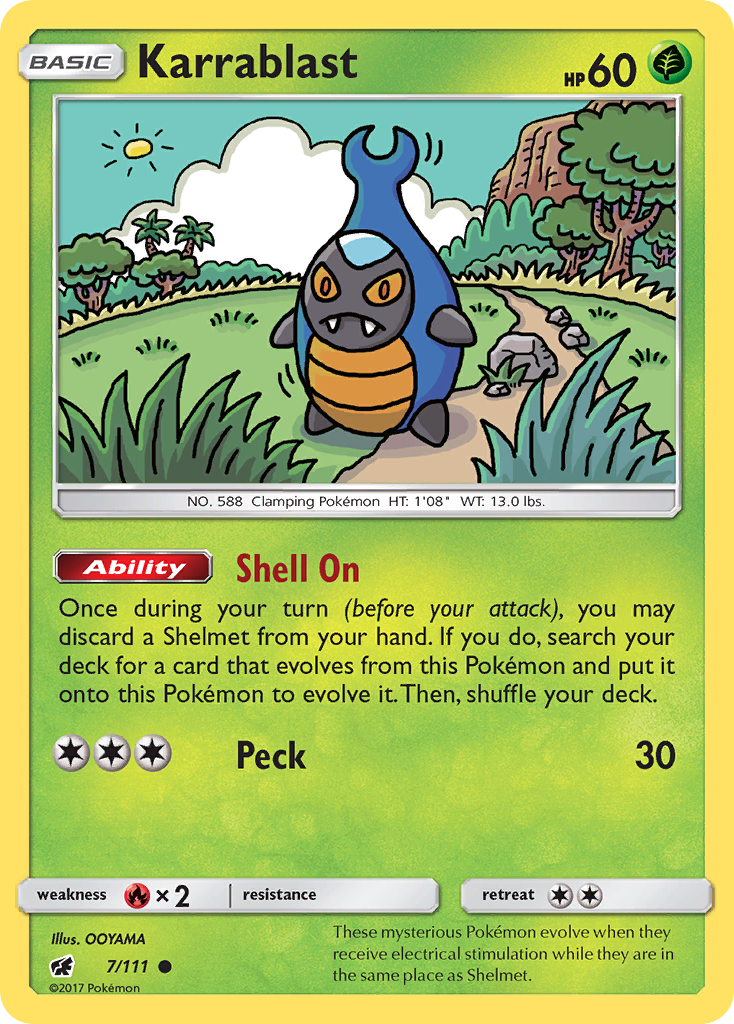 BASIC Karrablast HP 60
NO. 588 Clamping Pokémon HT: 1'08" WT: 13.0 lbs.
Ability Shell On
Once during your turn (before your attack), you may
discard a Shelmet from your hand. If you do, search your
deck for a card that evolves from this Pokémon and put it
onto this Pokémon to evolve it. Then, shuffle your deck.
Peck 30
weakness × 2 resistance retreat
Illus. OOYAMA
7/111
©2017 Pokémon
These mysterious Pokémon evolve when they
receive electrical stimulation while they are in
the same place as Shelmet.